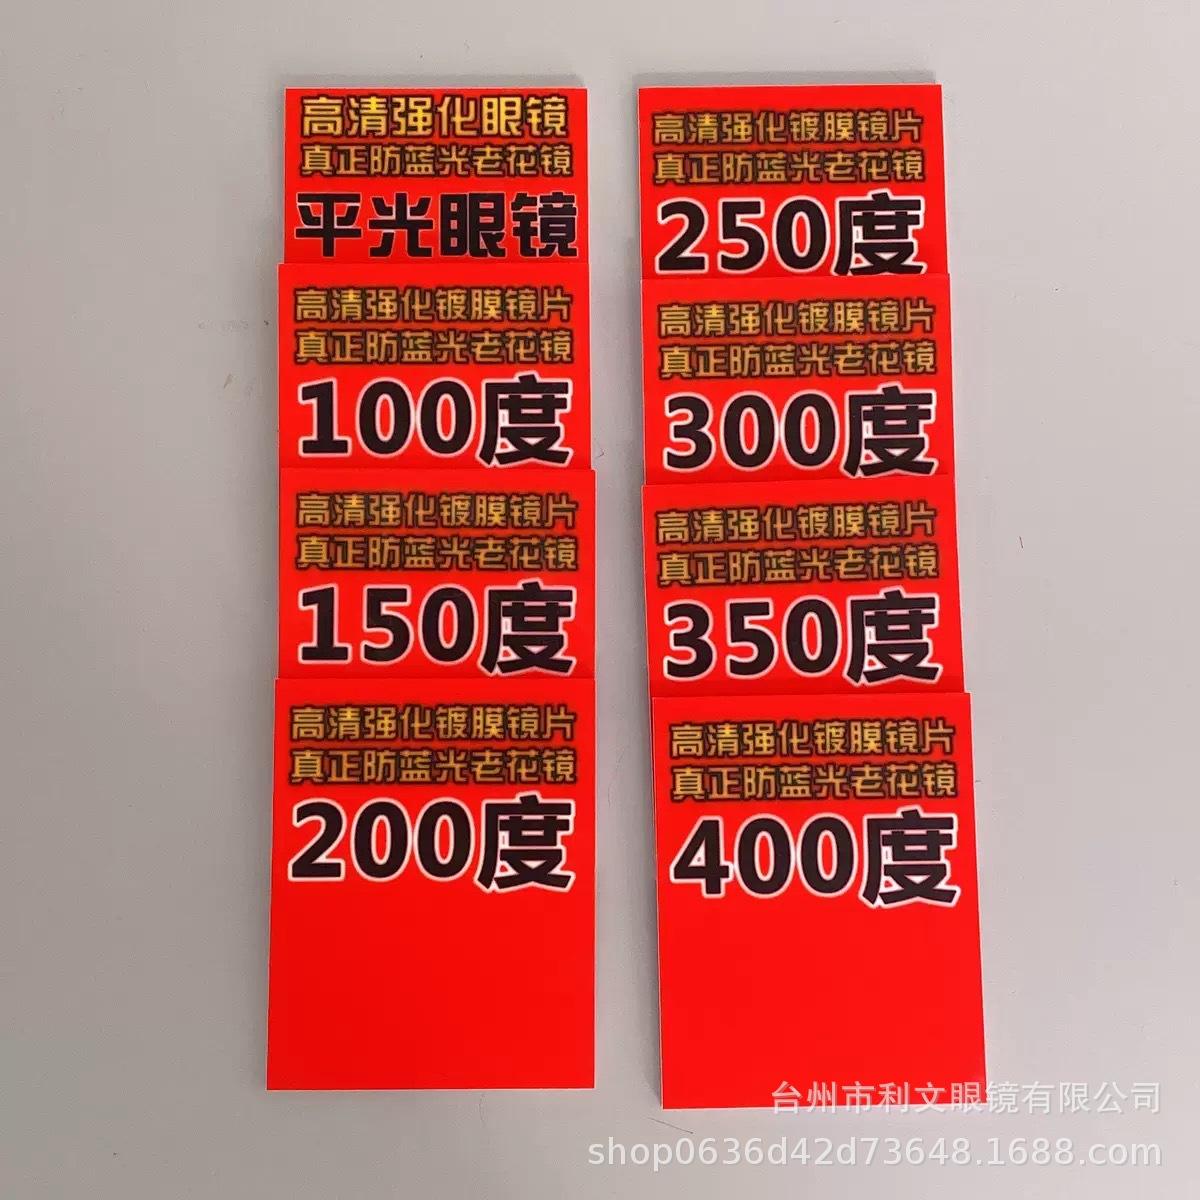 高清强化眼镜
真正防蓝光老花镜
平光眼镜
高清强化镀膜镜片
真正防蓝光老花镜
100度
高清强化镀膜镜片
真正防蓝光老花镜
150度
高清强化镀膜镜片
真正防蓝光老花镜
200度
高清强化镀膜镜片
真正防蓝光老花镜
250度
高清强化镀膜镜片
真正防蓝光老花镜
300度
高清强化镀膜镜片
真正防蓝光老花镜
350度
高清强化镀膜镜片
真正防蓝光老花镜
400度
台州市利文眼镜有限公司
shop0636d42d73648.1688.com